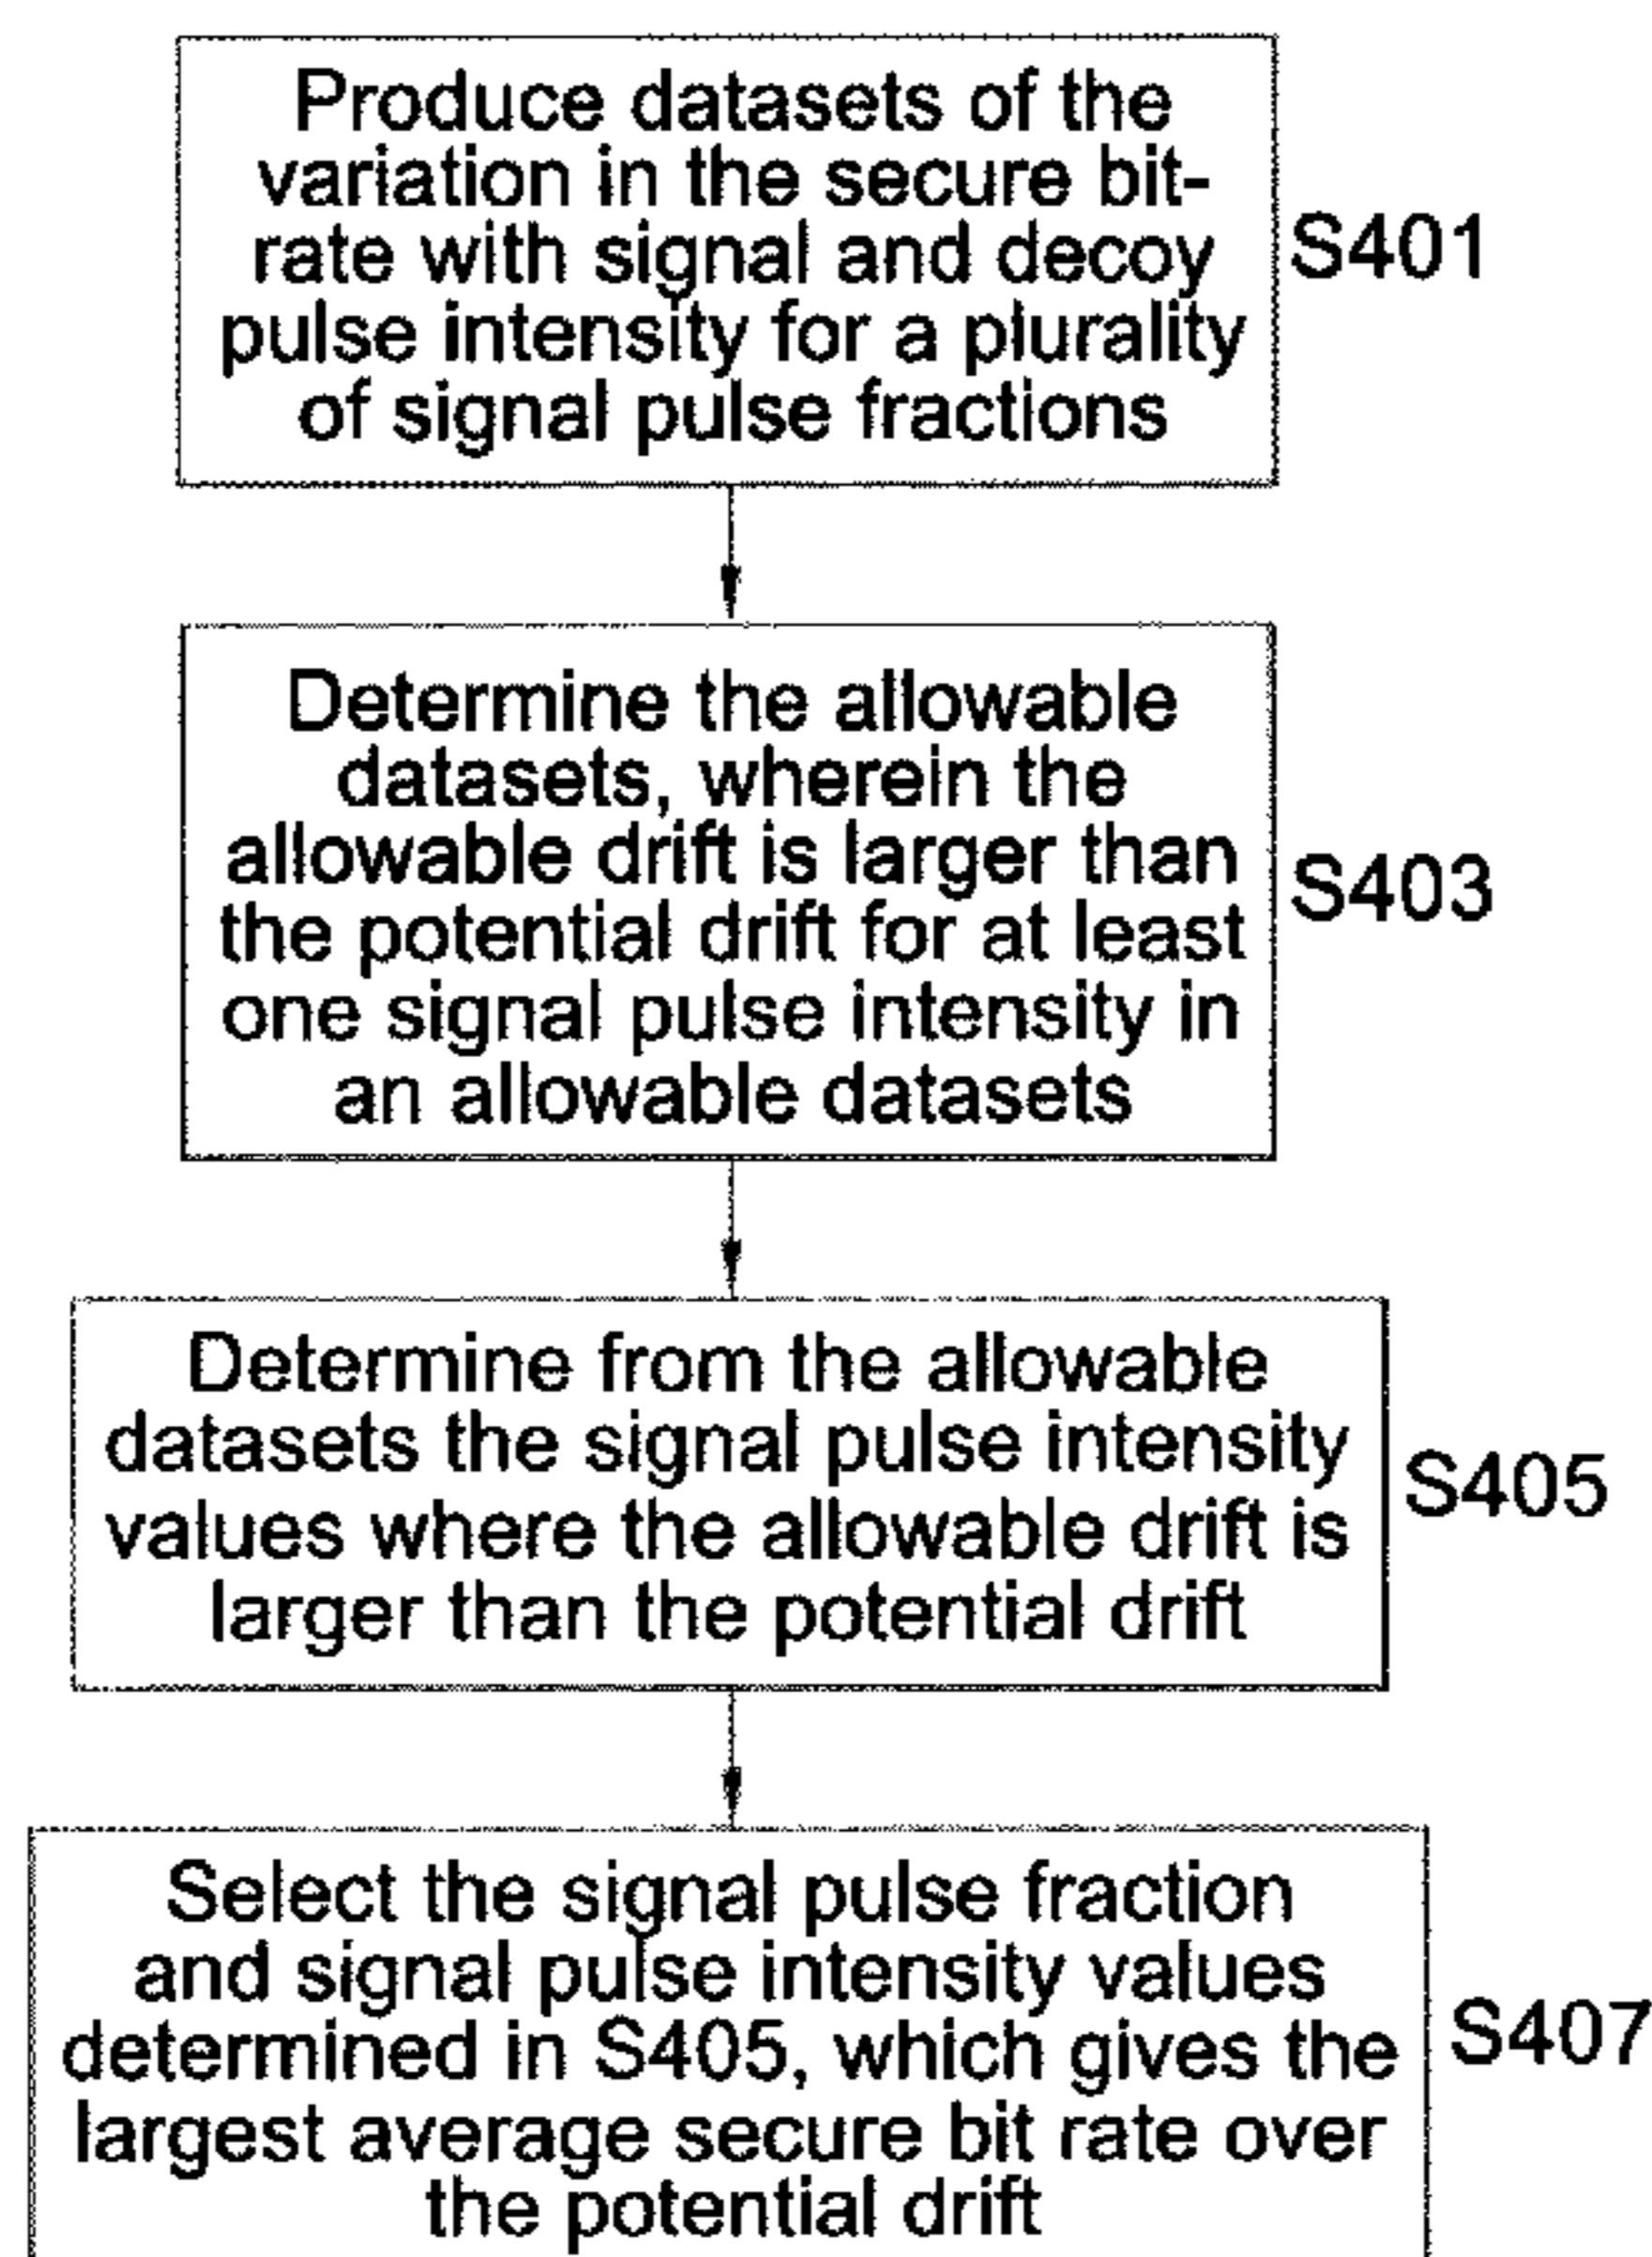 Produce datasets of the
variation in the secure bit-
rate with signal and decoy
pulse intensity for a plurality
of signal pulse fractions
S401
Determine the allowable
datasets, wherein the
allowable drift is larger than
the potential drift for at least
one signal pulse intensity in
an allowable datasets
S403
Determine from the allowable
datasets the signal pulse intensity
values where the allowable drift is
larger than the potential drift
S405
Select the signal pulse fraction
and signal pulse intensity values
determined in S405, which gives the
largest average secure bit rate over
the potential drift
S407